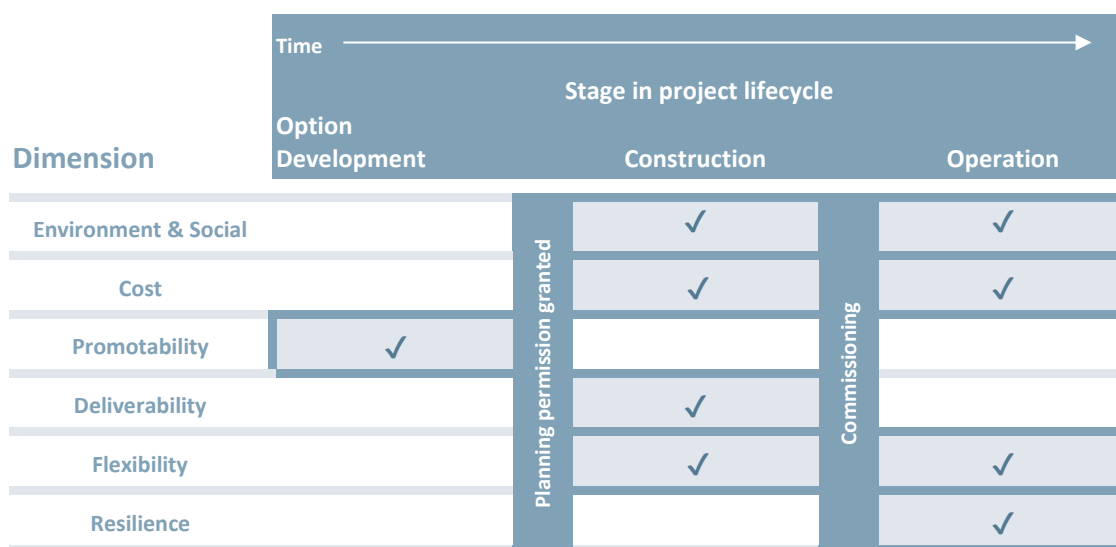 Time
Stage in project lifecycle
Option
Development
Dimension
Construction
Operation
Environment & Social
✓
✓
Cost
✓
✓
Promotability
✓
Deliverability
✓
Flexibility
✓
✓
Resilience
✓
Planning permission granted
Commissioning